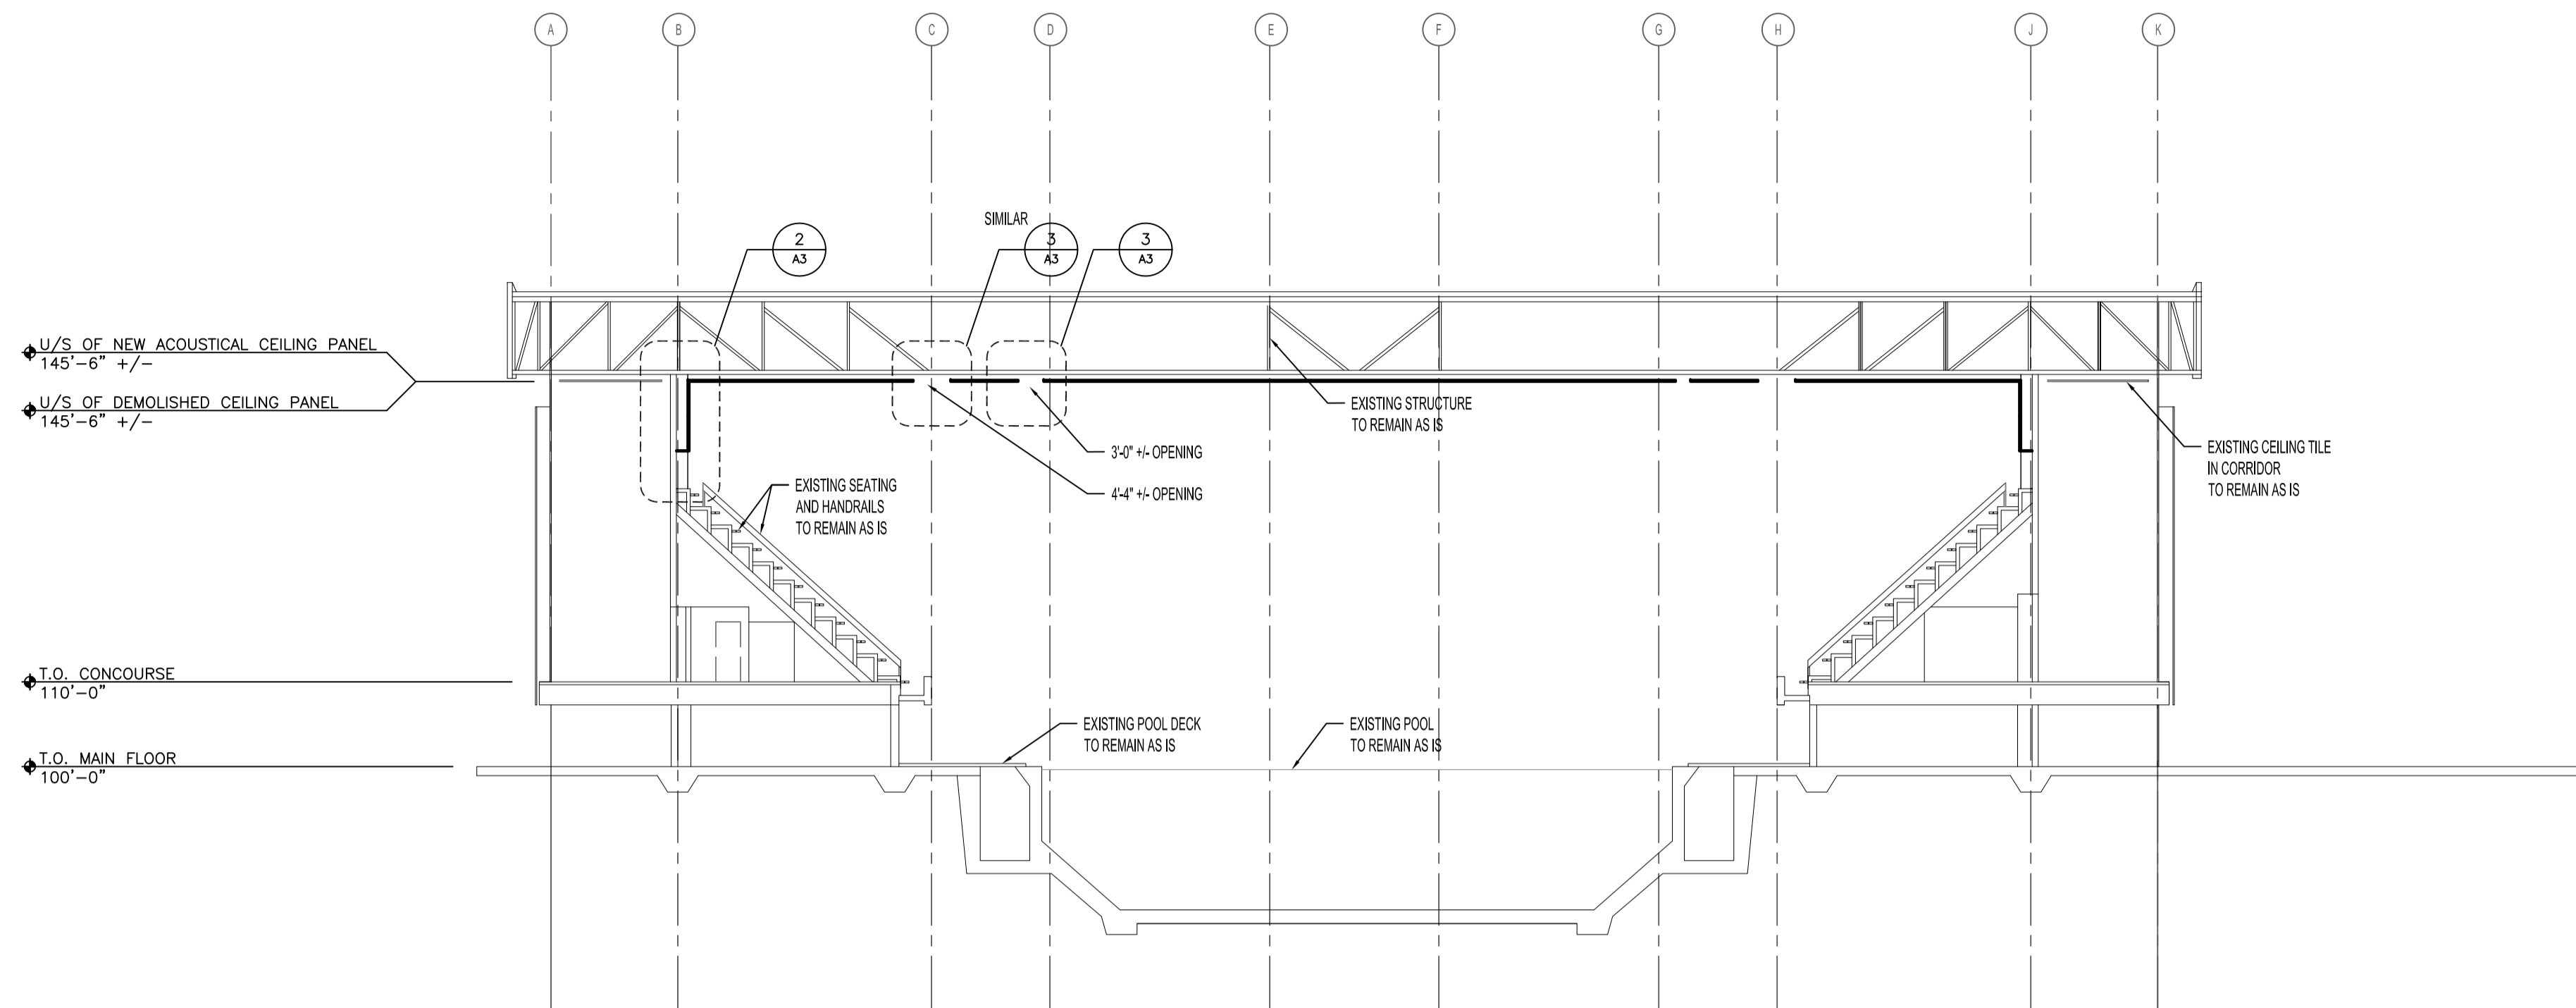 A
B
C
D
E
F
G
H
J
K
SIMILAR
2
A3
3
A3
3
A3
U/S OF NEW ACOUSTICAL CEILING PANEL
145'-6" +/-
U/S OF DEMOLISHED CEILING PANEL
145'-6" +/-
EXISTING STRUCTURE
TO REMAIN AS IS
3'-0" +/- OPENING
4'-4" +/- OPENING
EXISTING CEILING TILE
IN CORRIDOR
TO REMAIN AS IS
EXISTING SEATING
AND HANDRAILS
TO REMAIN AS IS
T.O. CONCOURSE
110'-0"
EXISTING POOL DECK
TO REMAIN AS IS
EXISTING POOL
TO REMAIN AS IS
T.O. MAIN FLOOR
100'-0"